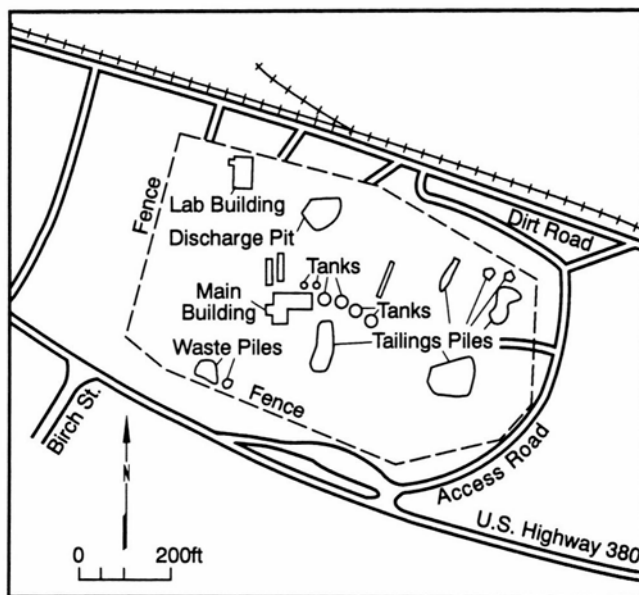 Fence
Lab Building
Discharge Pit
Dirt Road
Tanks
Main
Building
Tanks
Tailings Piles
Waste Piles
Fence
Birch St.
N
Access Road
0 200ft
U.S. Highway 380